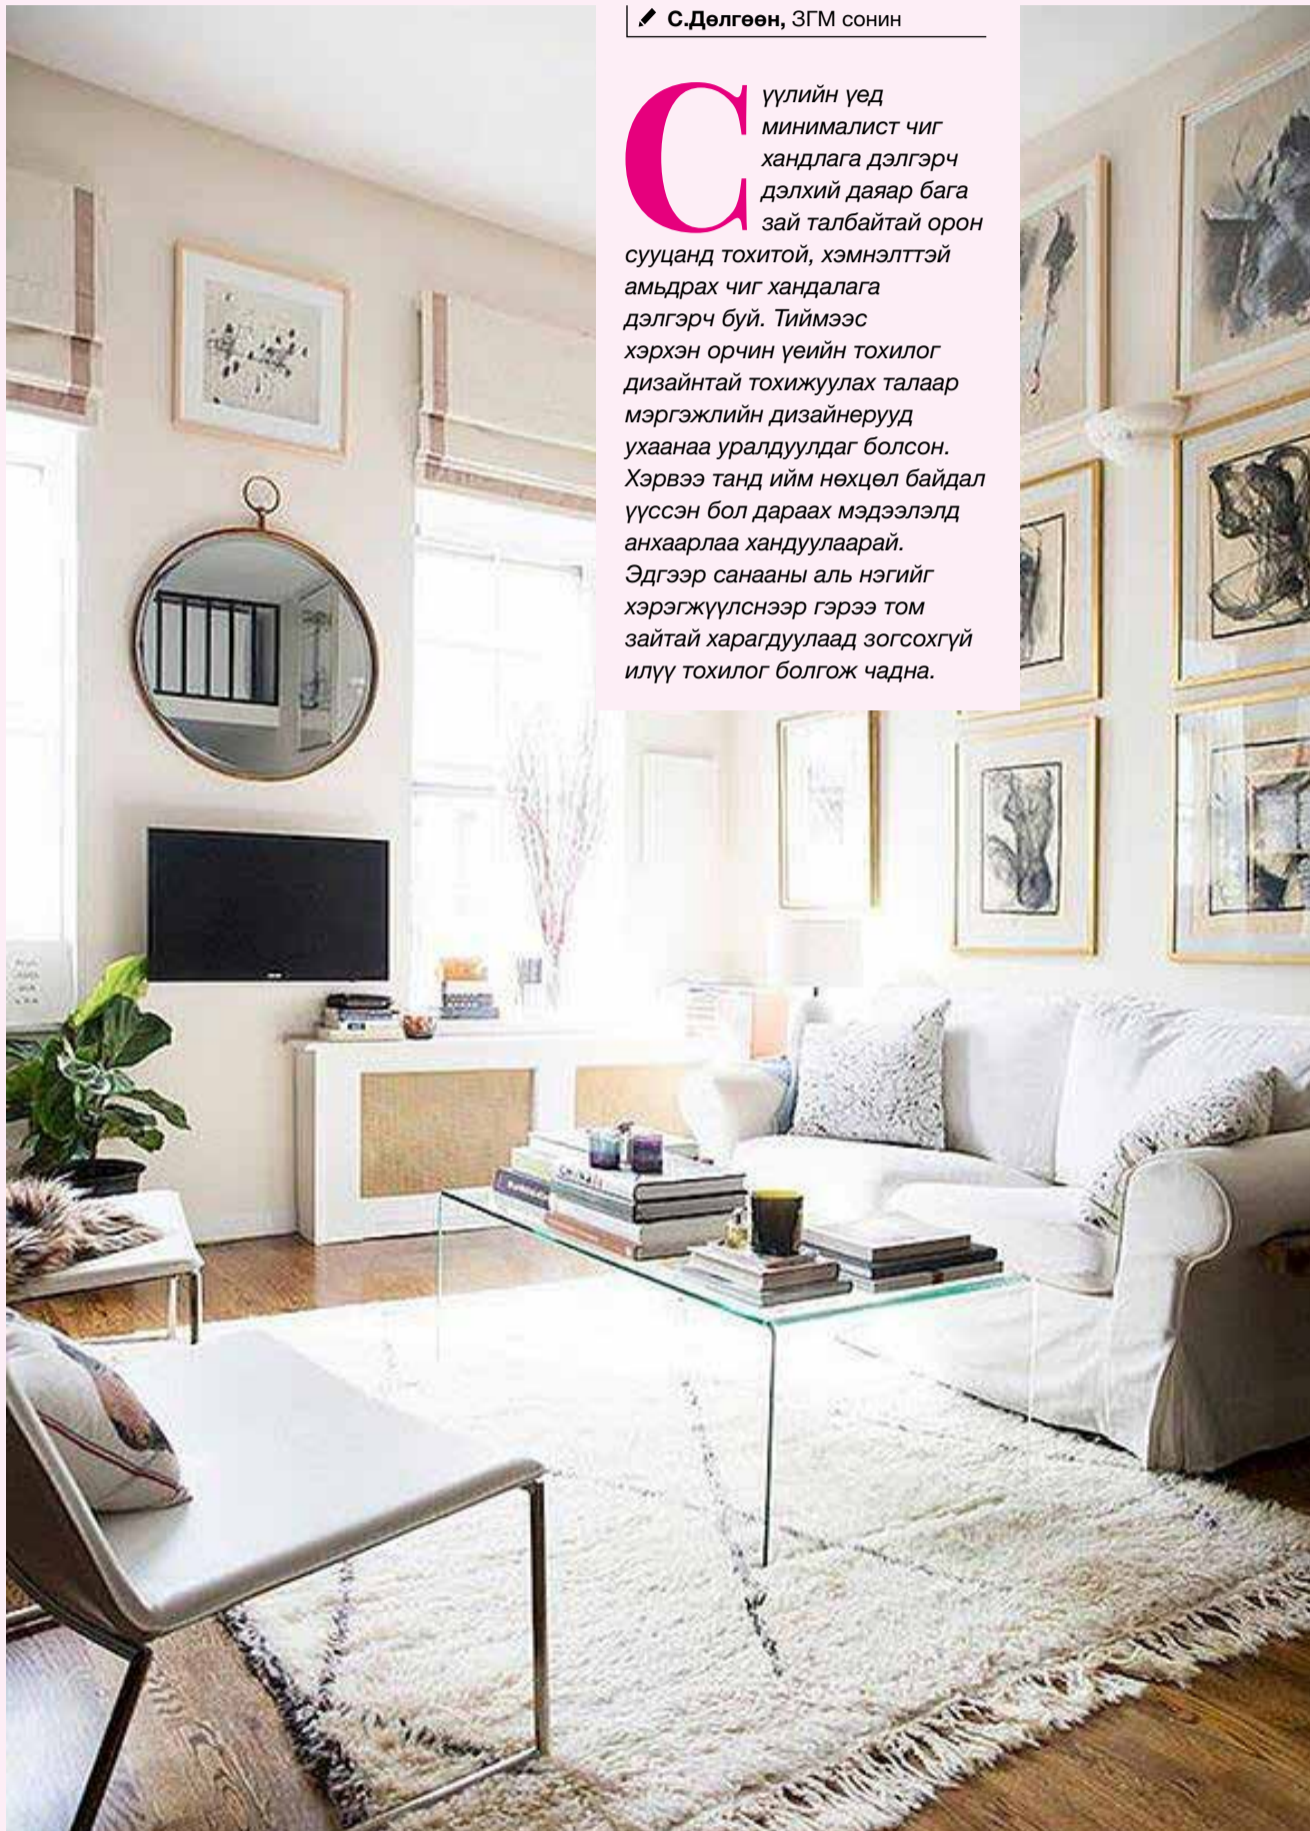 С.Дөлгөөн, ЗГМ сонин
Сүүлийн үед
минималист чиг
хандлага дэлгэрч
дэлхий даяар бага
зай талбайтай орон
сууцанд тохитой, хэмнэлттэй
амьдрах чиг хандалага
дэлгэрч буй. Тиймээс
хэрхэн орчин үеийн тохилог
дизайнтай тохижуулах талаар
мэргэжлийн дизайнерууд
ухаанаа уралдуулдаг болсон.
Хэрвээ танд ийм нөхцөл байдал
үүссэн бол дараах мэдээлэлд
анхаарлаа хандуулаарай.
Эдгээр санааны аль нэгийг
хэрэгжүүлснээр гэрээ том
зайтай харагдуулаад зогсохгүй
илүү тохилог болгож чадна.